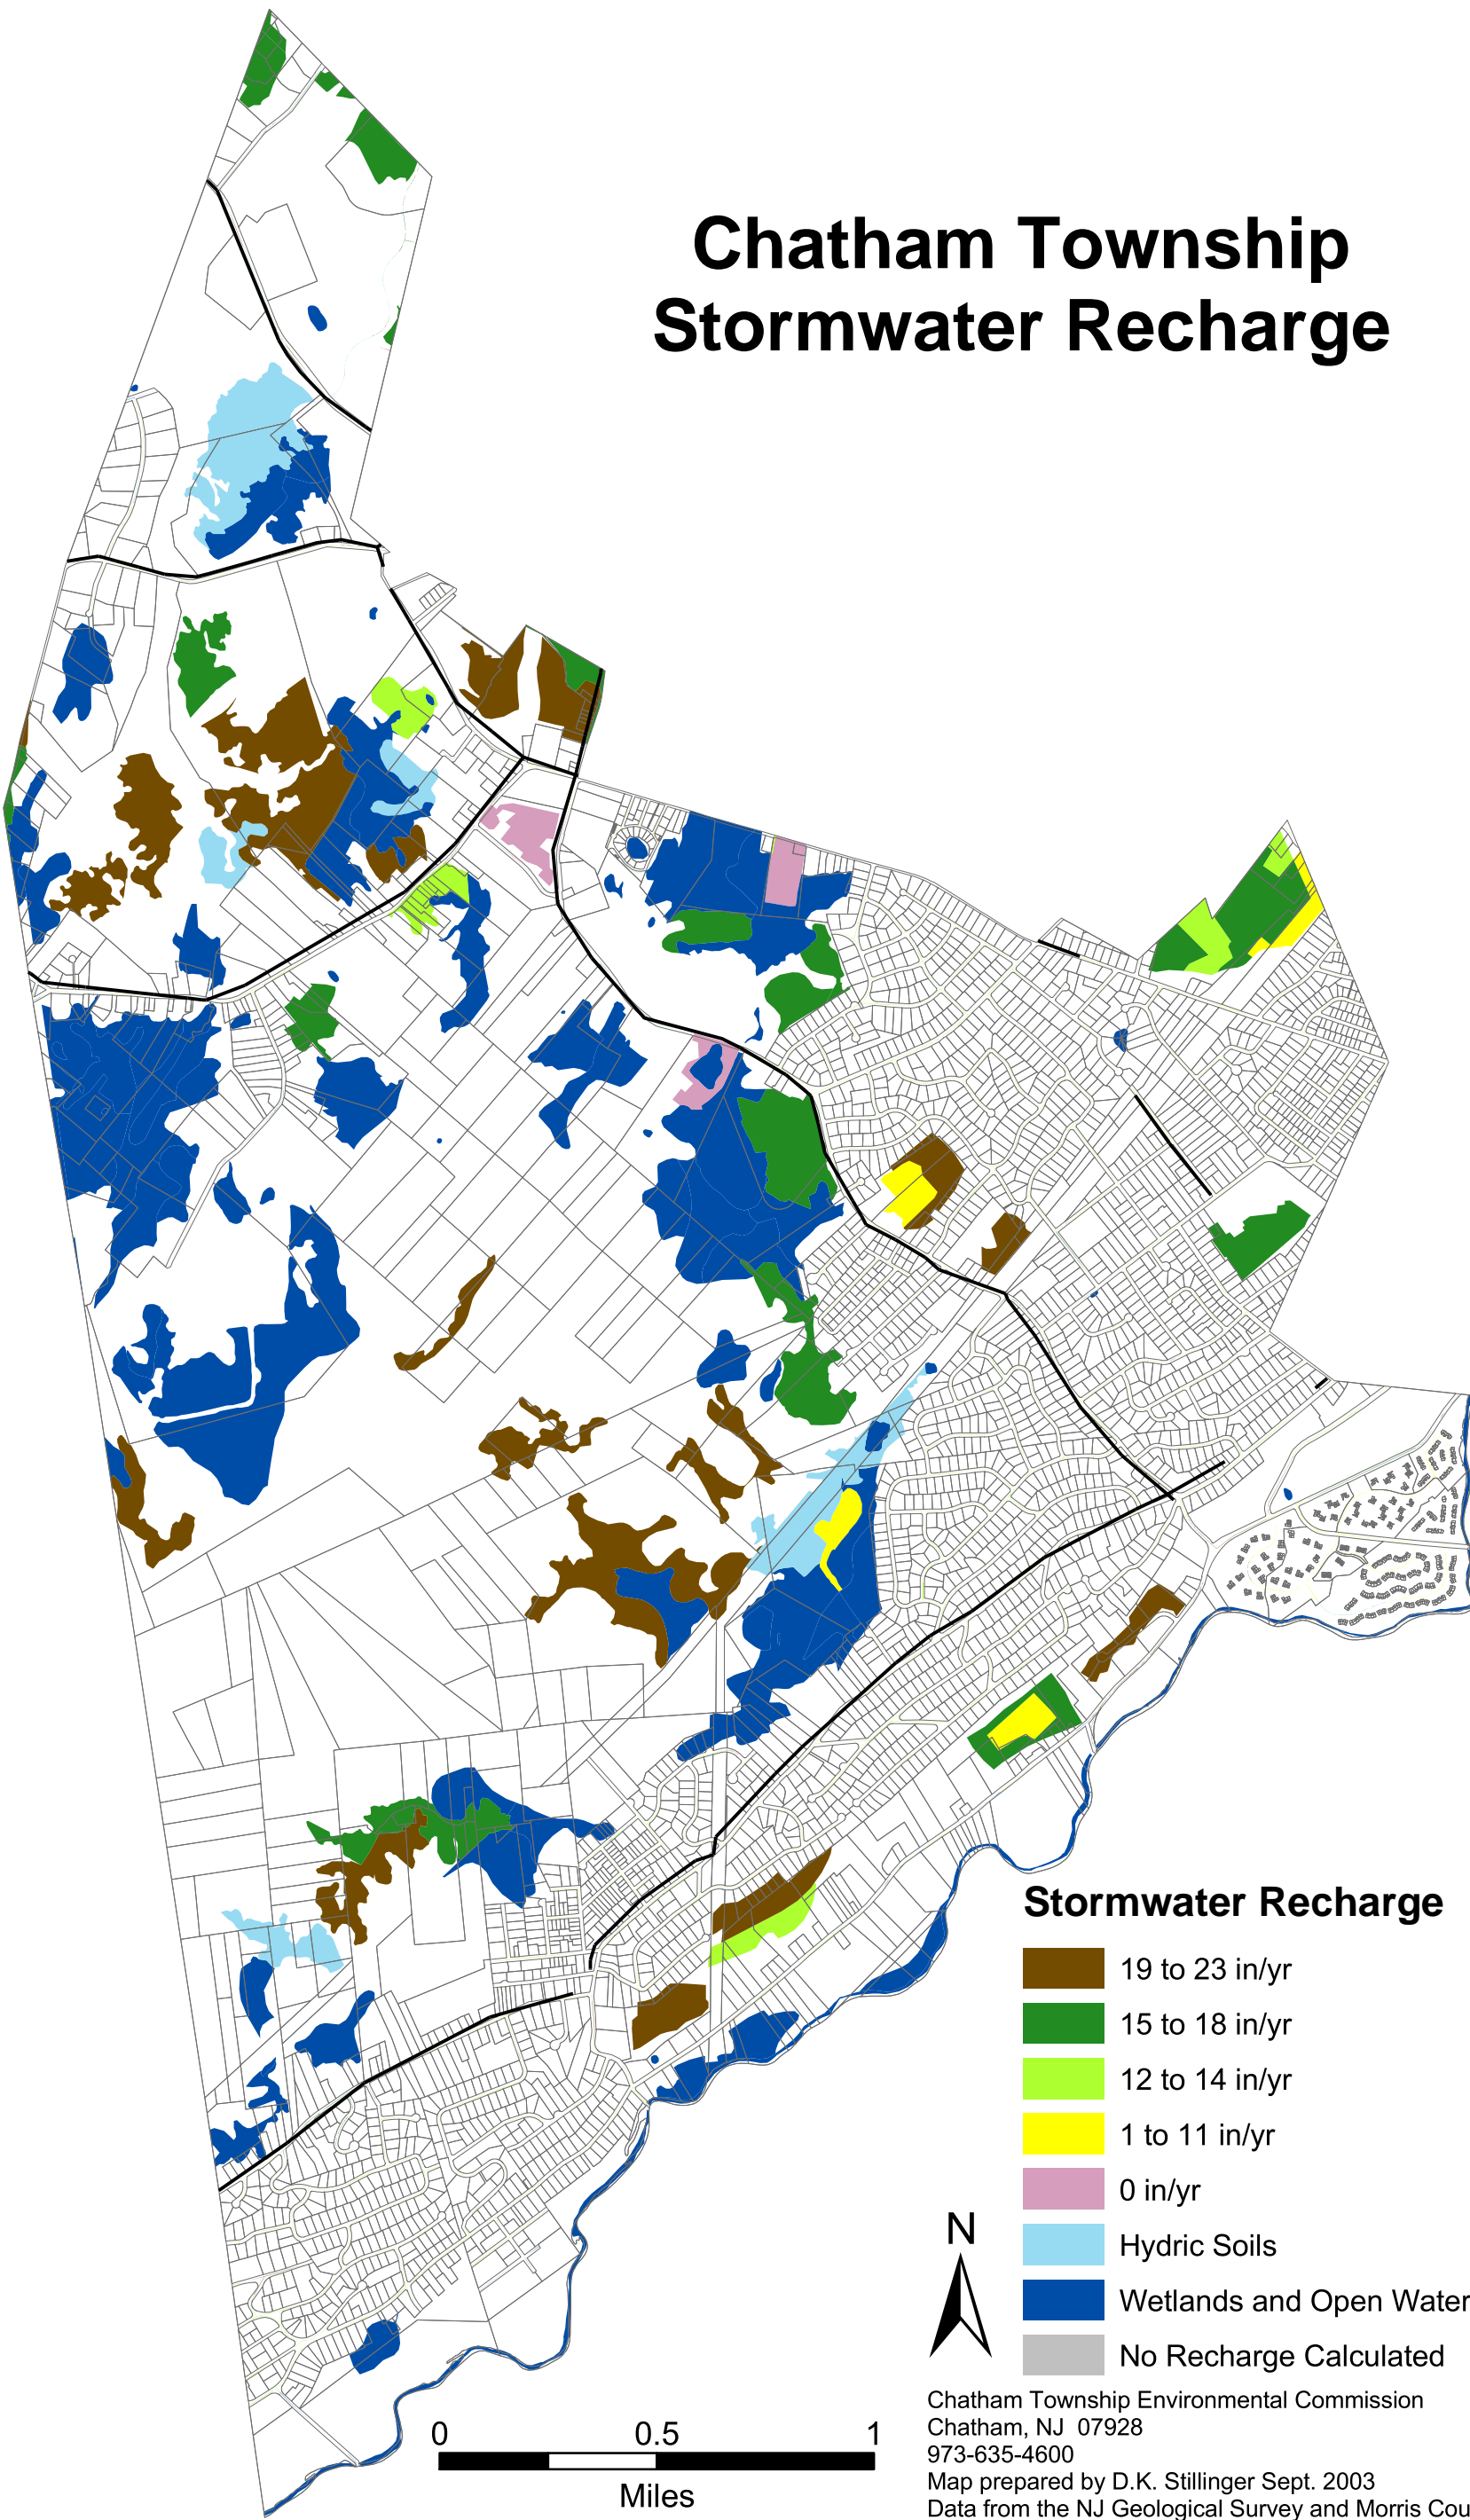 Chatham Township
Stormwater Recharge
Stormwater Recharge
19 to 23 in/yr
15 to 18 in/yr
12 to 14 in/yr
1 to 11 in/yr
0 in/yr
Hydric Soils
Wetlands and Open Water
No Recharge Calculated
N
0 0.5 1
Miles
Chatham Township Environmental Commission
Chatham, NJ 07928
973-635-4600
Map prepared by D.K. Stillinger Sept. 2003
Data from the NJ Geological Survey and Morris Cou